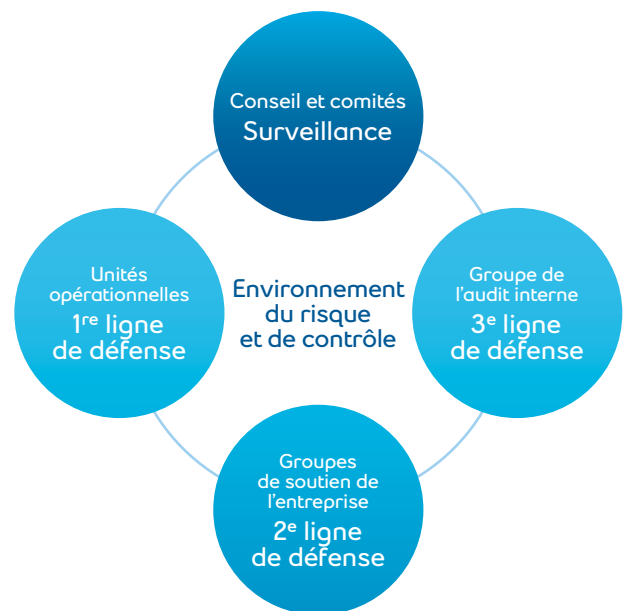 Conseil et comités
Surveillance
Unités
opérationnelles
1re ligne
de défense
Environnement
du risque
et de contrôle
Groupe de
l'audit interne
3e ligne
de défense
Groupes
de soutien de
l'entreprise
2e ligne
de défense